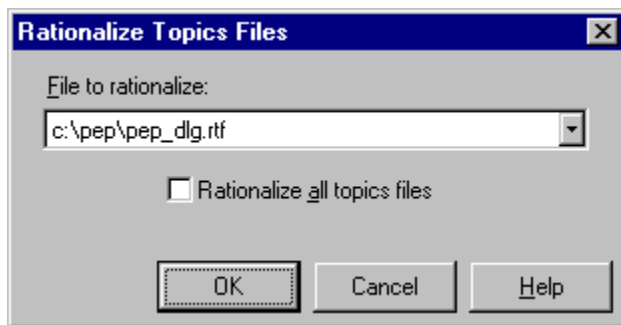 Rationalize Topics Files
File to rationalize:
c:\pep\pep_dlg.rtf
Rationalize all topics files
OK
Cancel
Help